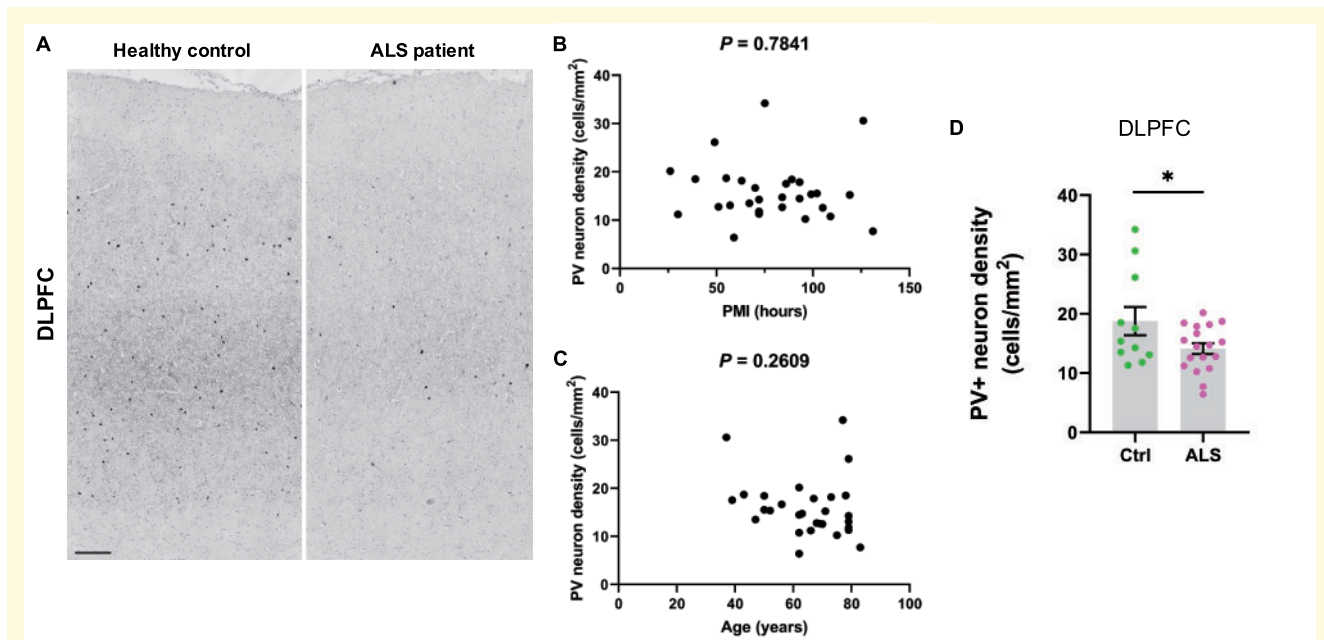 A
Healthy control
ALS patient
DLPFC
B
P = 0.7841
PV neuron density (cells/mm²)
40
30
20
10
0
0
50
100
150
PMI (hours)
C
P = 0.2609
PV neuron density (cells/mm²)
40
30
20
10
0
0
20
40
60
80
100
Age (years)
D
DLPFC
*
PV+ neuron density
(cells/mm²)
40
30
20
10
0
Ctrl
ALS